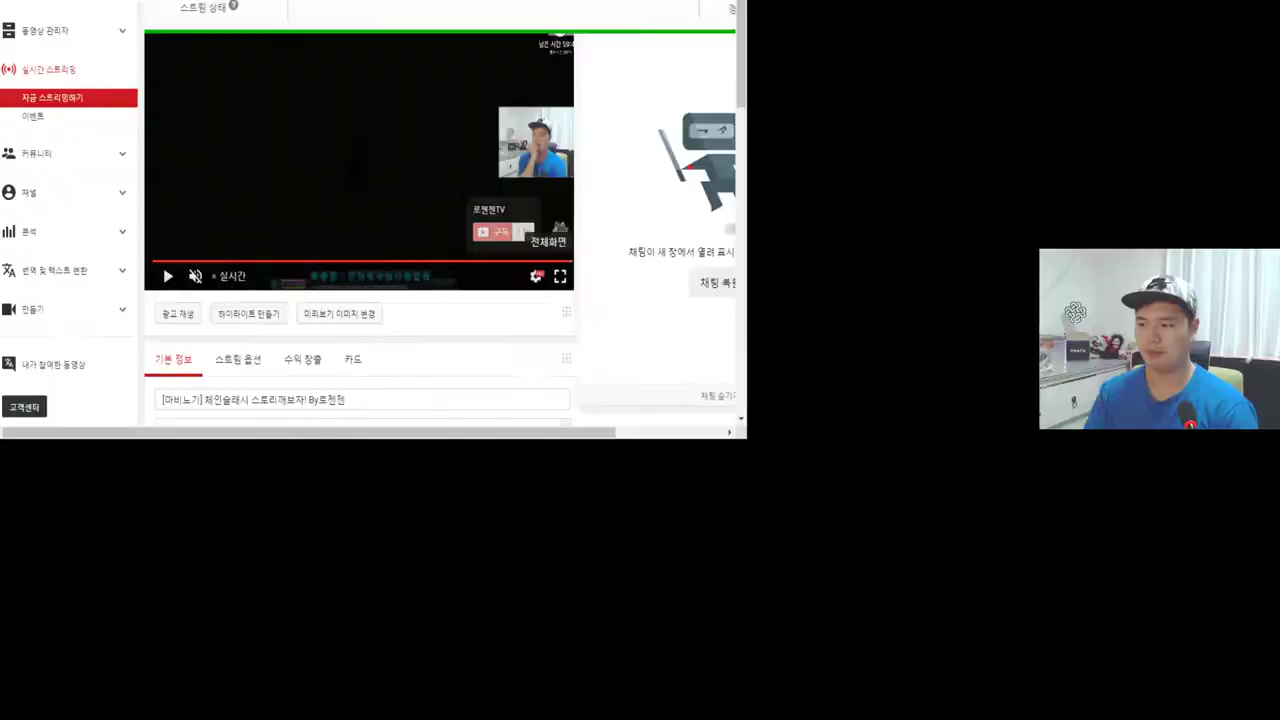 스트림 상태
동영상 관리자
실시간 스트리밍
지금 스트리밍하기
이벤트
커뮤니티
채널
분석
번역 및 텍스트 변환
만들기
내가 참여한 동영상
고객센터
남은 시간
로젠젠TV
구독
전체화면
실시간
광고 재생
하이라이트 만들기
미리보기 이미지 변경
기본 정보
스트림 옵션
수익 창출
카드
[마비노기] 체인슬래시 스토리깨보자! By로젠젠
채팅이 새 창에서 열려 표시
채팅
채팅 숨기기